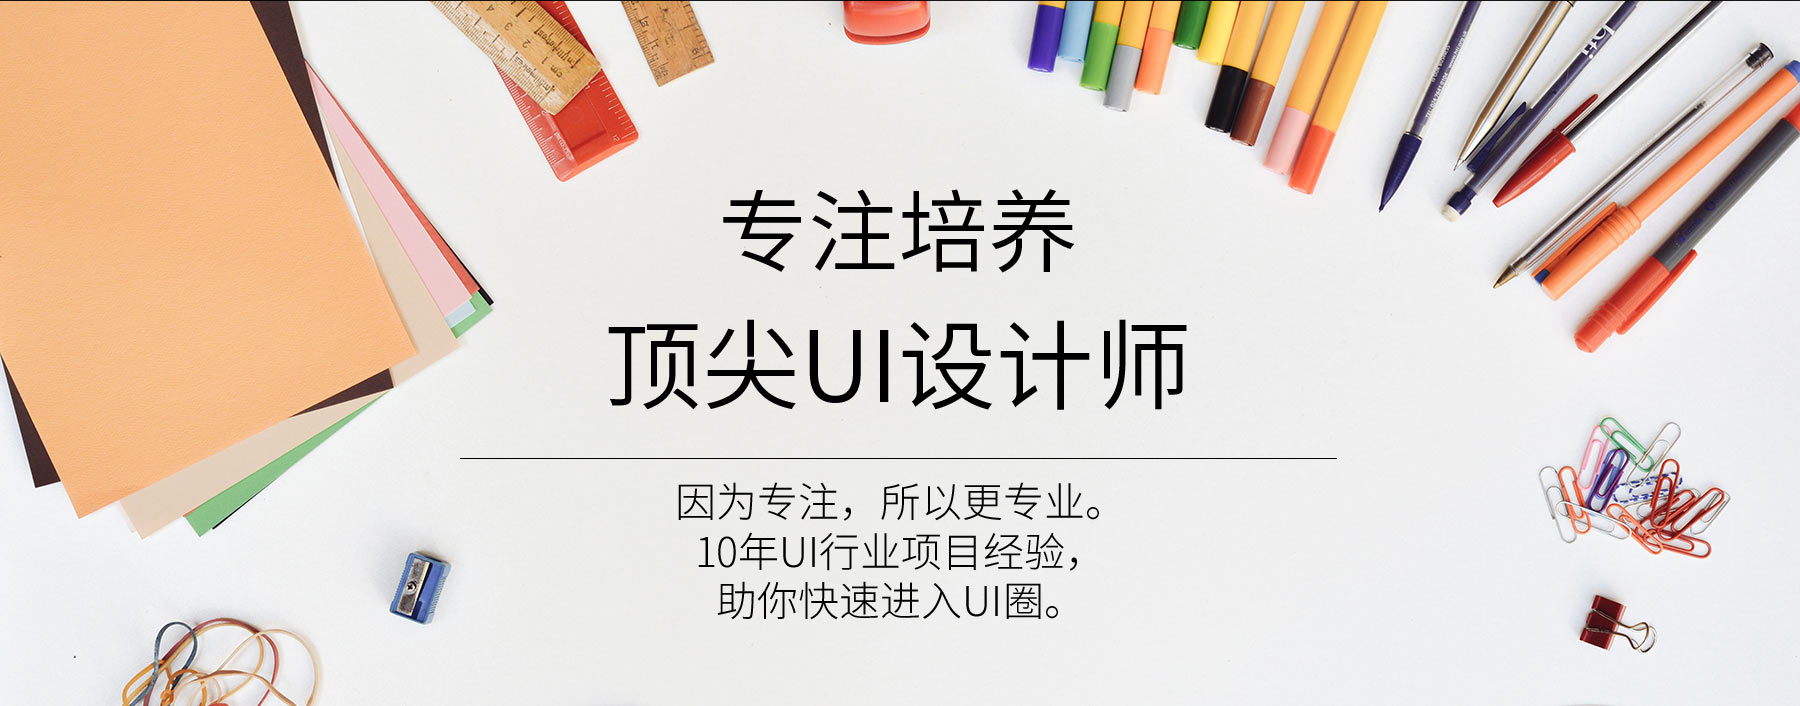 专注培养
顶尖UI设计师
因为专注，所以更专业。
10年UI行业项目经验，
助你快速进入UI圈。